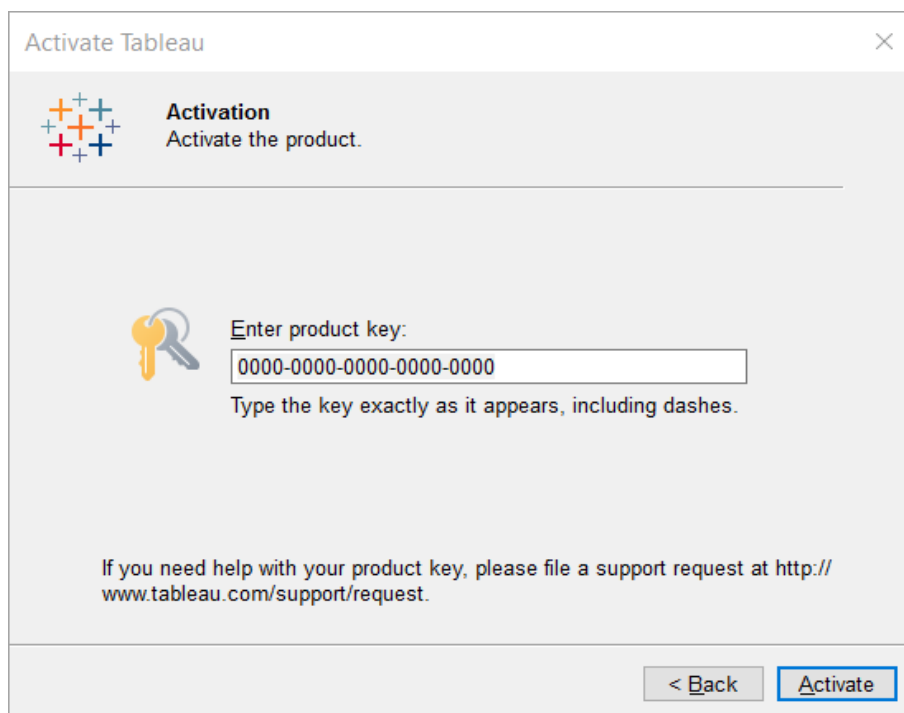 Activate Tableau
Activation
Activate the product.
Enter product key:
0000-0000-0000-0000-0000
Type the key exactly as it appears, including dashes.
If you need help with your product key, please file a support request at http://
www.tableau.com/support/request.
< Back Activate